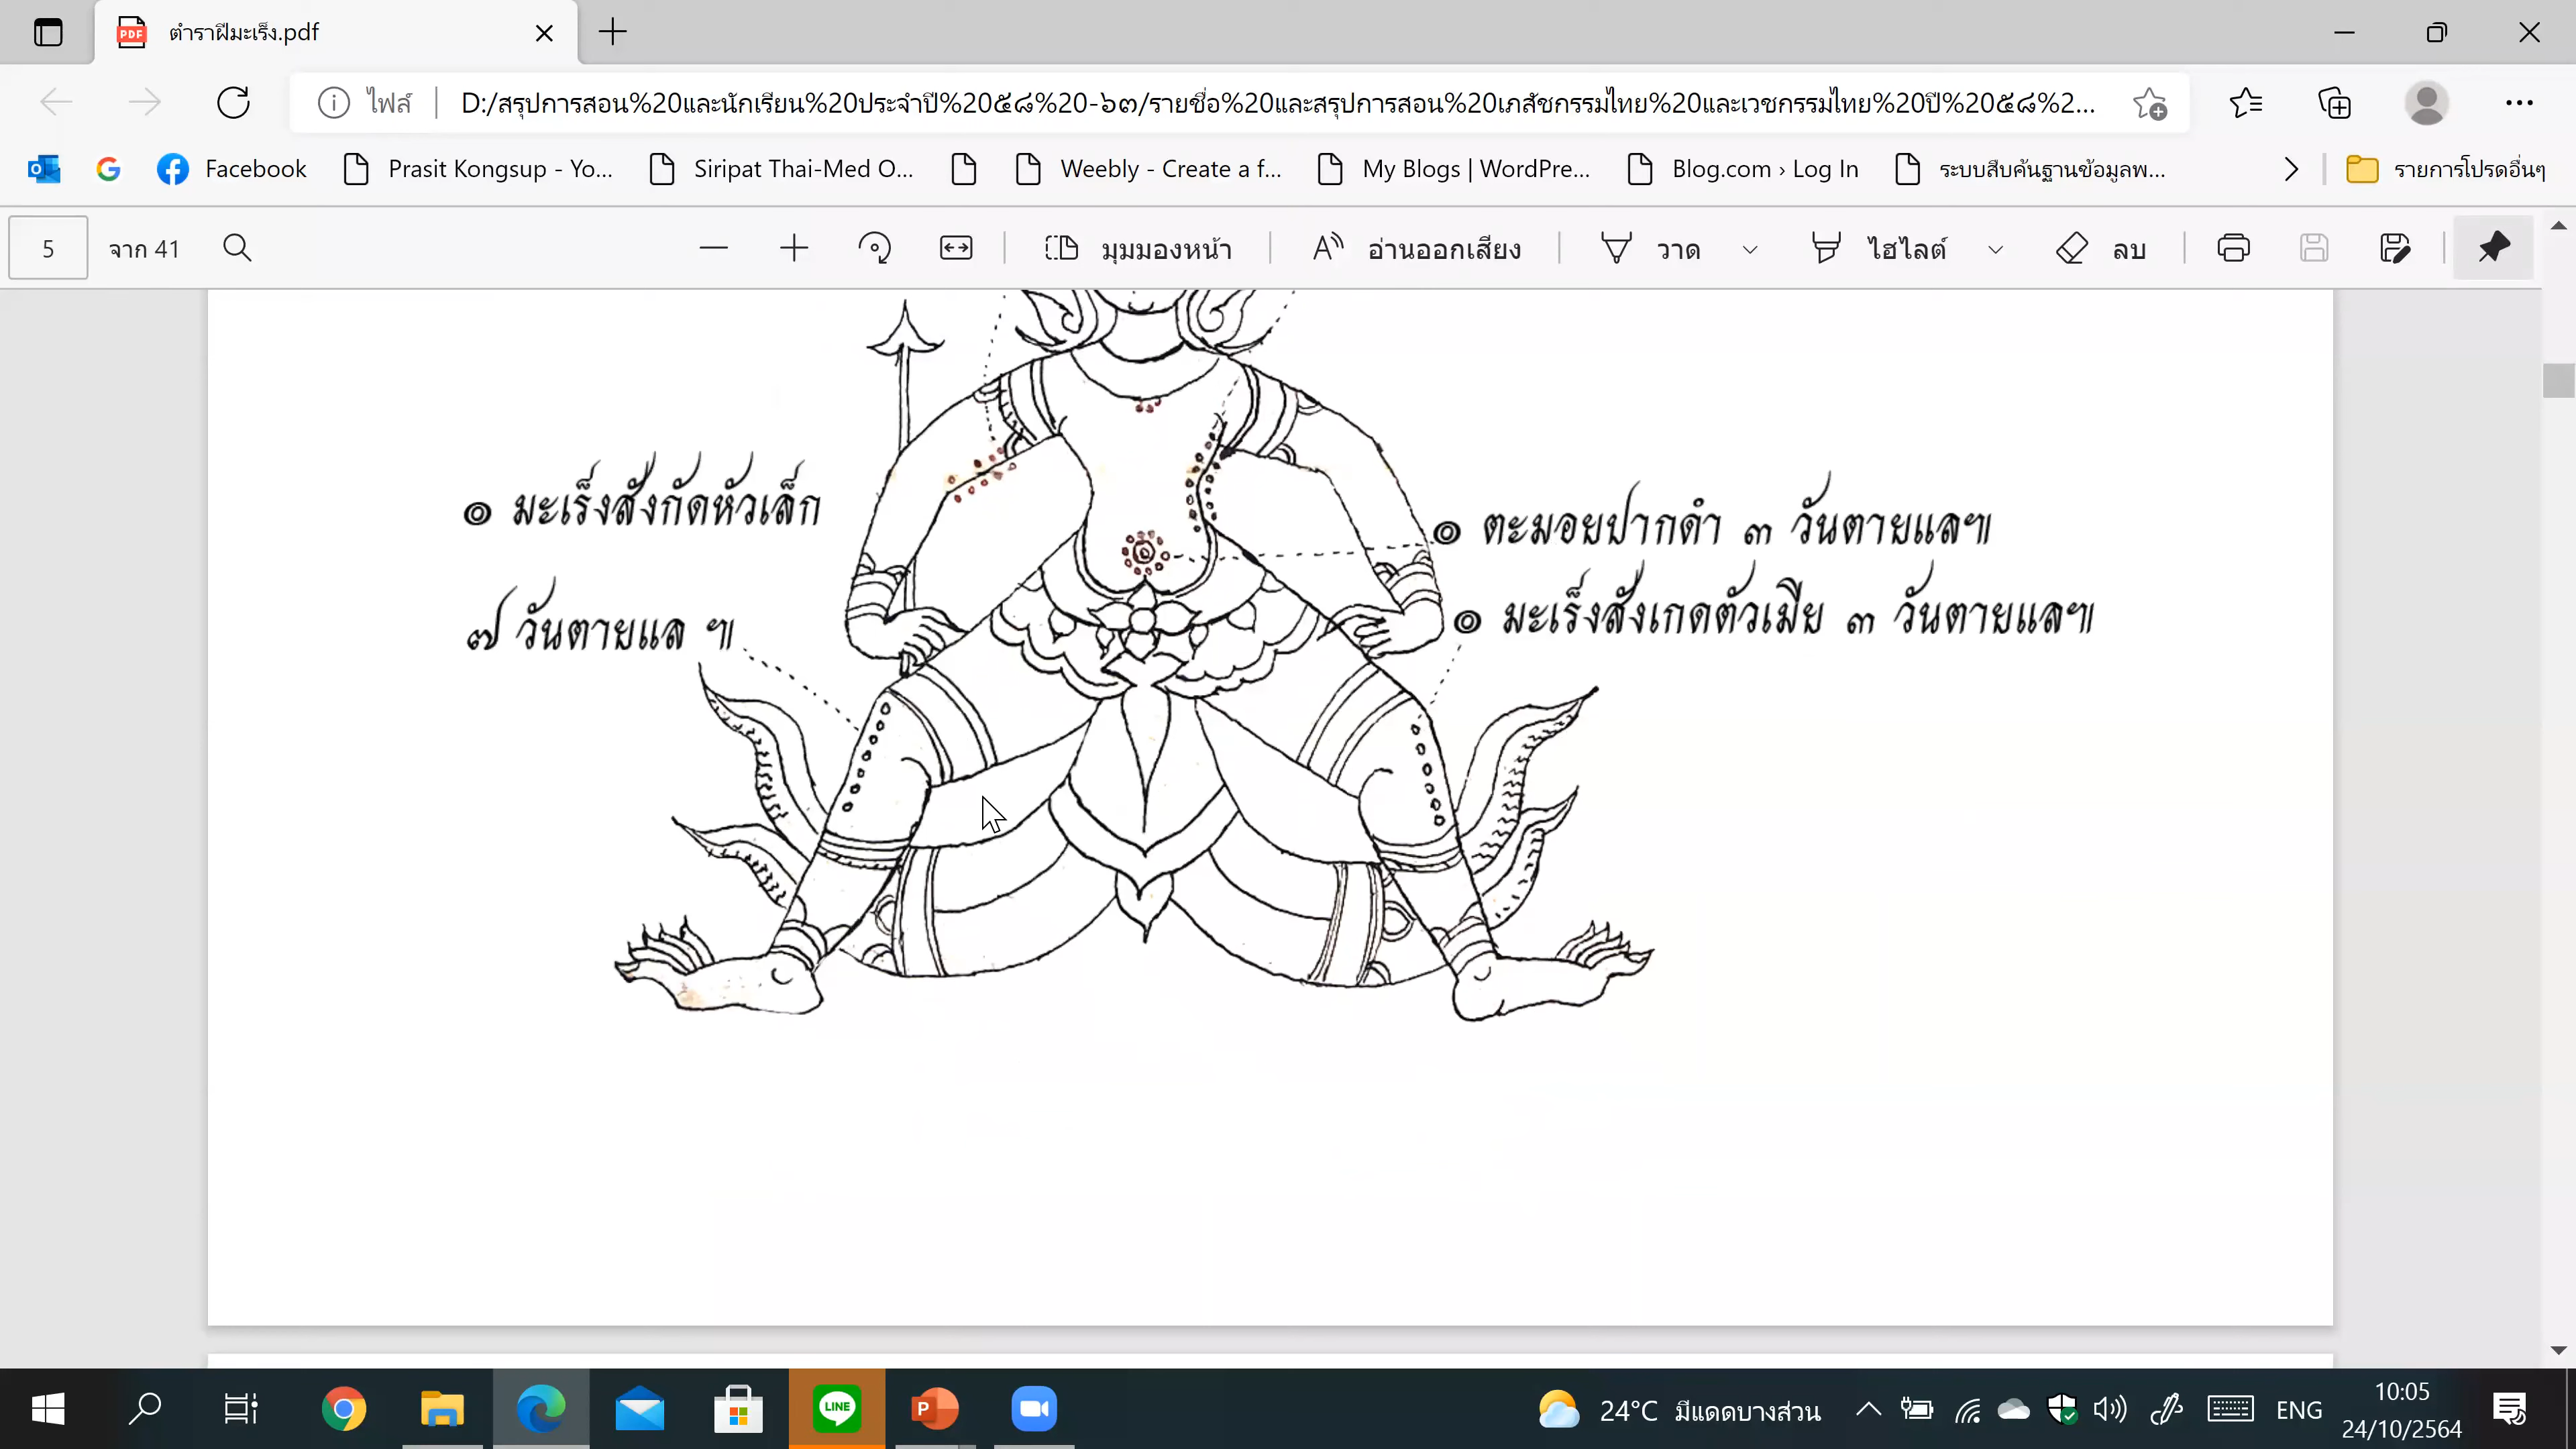 ตำราฝีมะเร็ง.pdf
ไฟล์
D:/สรุปการสอน%20และนักเรียน%20ประจำปี%20๕๘%20-๖๓/รายชื่อ%20และสรุปการสอน%20เภสัชกรรมไทย%20และเวชกรรมไทย%20ปี%20๕๘%2...
Facebook
Prasit Kongsup - Yo...
Siripat Thai-Med O...
Weebly - Create a f...
My Blogs | WordPre...
Blog.com › Log In
ระบบสืบค้นฐานข้อมูลพ...
รายการโปรดอื่นๆ
5 จาก 41
มุมมองหน้า
อ่านออกเสียง
วาด
ไฮไลต์
ลบ
๏ มะเร็งสังกัดหัวเล็ก
๗ วันตายแล ฯ
๏ ตะมอยปากดำ ๓ วันตายแลฯ
๏ มะเร็งสังเกดตัวเมีย ๓ วันตายแลฯ
LINE
24°C มีแดดบางส่วน
ENG
10:05
24/10/2564